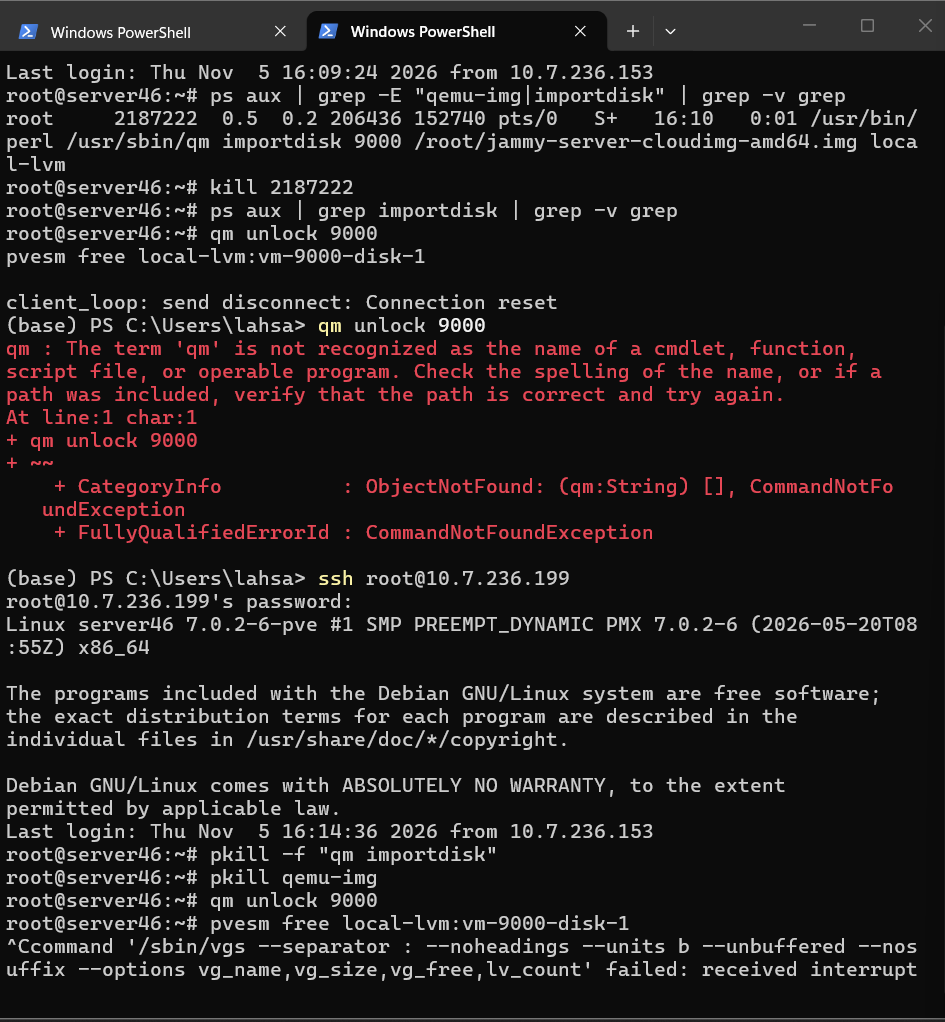 Windows PowerShell
Windows PowerShell
Last login: Thu Nov  5 16:09:24 2026 from 10.7.236.153
root@server46:~# ps aux | grep -E "qemu-img|importdisk" | grep -v grep
root     2187222  0.5  0.2 206436 152740 pts/0   S+   16:10   0:01 /usr/bin/
perl /usr/sbin/qm importdisk 9000 /root/jammy-server-cloudimg-amd64.img loca
l-lvm
root@server46:~# kill 2187222
root@server46:~# ps aux | grep importdisk | grep -v grep
root@server46:~# qm unlock 9000
pvesm free local-lvm:vm-9000-disk-1

client_loop: send disconnect: Connection reset
(base) PS C:\Users\lahsa> qm unlock 9000
qm : The term 'qm' is not recognized as the name of a cmdlet, function,
script file, or operable program. Check the spelling of the name, or if a
path was included, verify that the path is correct and try again.
At line:1 char:1
+ qm unlock 9000
+ ~~
    + CategoryInfo          : ObjectNotFound: (qm:String) [], CommandNotFo
   undException
    + FullyQualifiedErrorId : CommandNotFoundException

(base) PS C:\Users\lahsa> ssh root@10.7.236.199
root@10.7.236.199's password:
Linux server46 7.0.2-6-pve #1 SMP PREEMPT_DYNAMIC PMX 7.0.2-6 (2026-05-20T08
:55Z) x86_64

The programs included with the Debian GNU/Linux system are free software;
the exact distribution terms for each program are described in the
individual files in /usr/share/doc/*/copyright.

Debian GNU/Linux comes with ABSOLUTELY NO WARRANTY, to the extent
permitted by applicable law.
Last login: Thu Nov  5 16:14:36 2026 from 10.7.236.153
root@server46:~# pkill -f "qm importdisk"
root@server46:~# pkill qemu-img
root@server46:~# qm unlock 9000
root@server46:~# pvesm free local-lvm:vm-9000-disk-1
^Ccommand '/sbin/vgs --separator : --noheadings --units b --unbuffered --nos
uffix --options vg_name,vg_size,vg_free,lv_count' failed: received interrupt